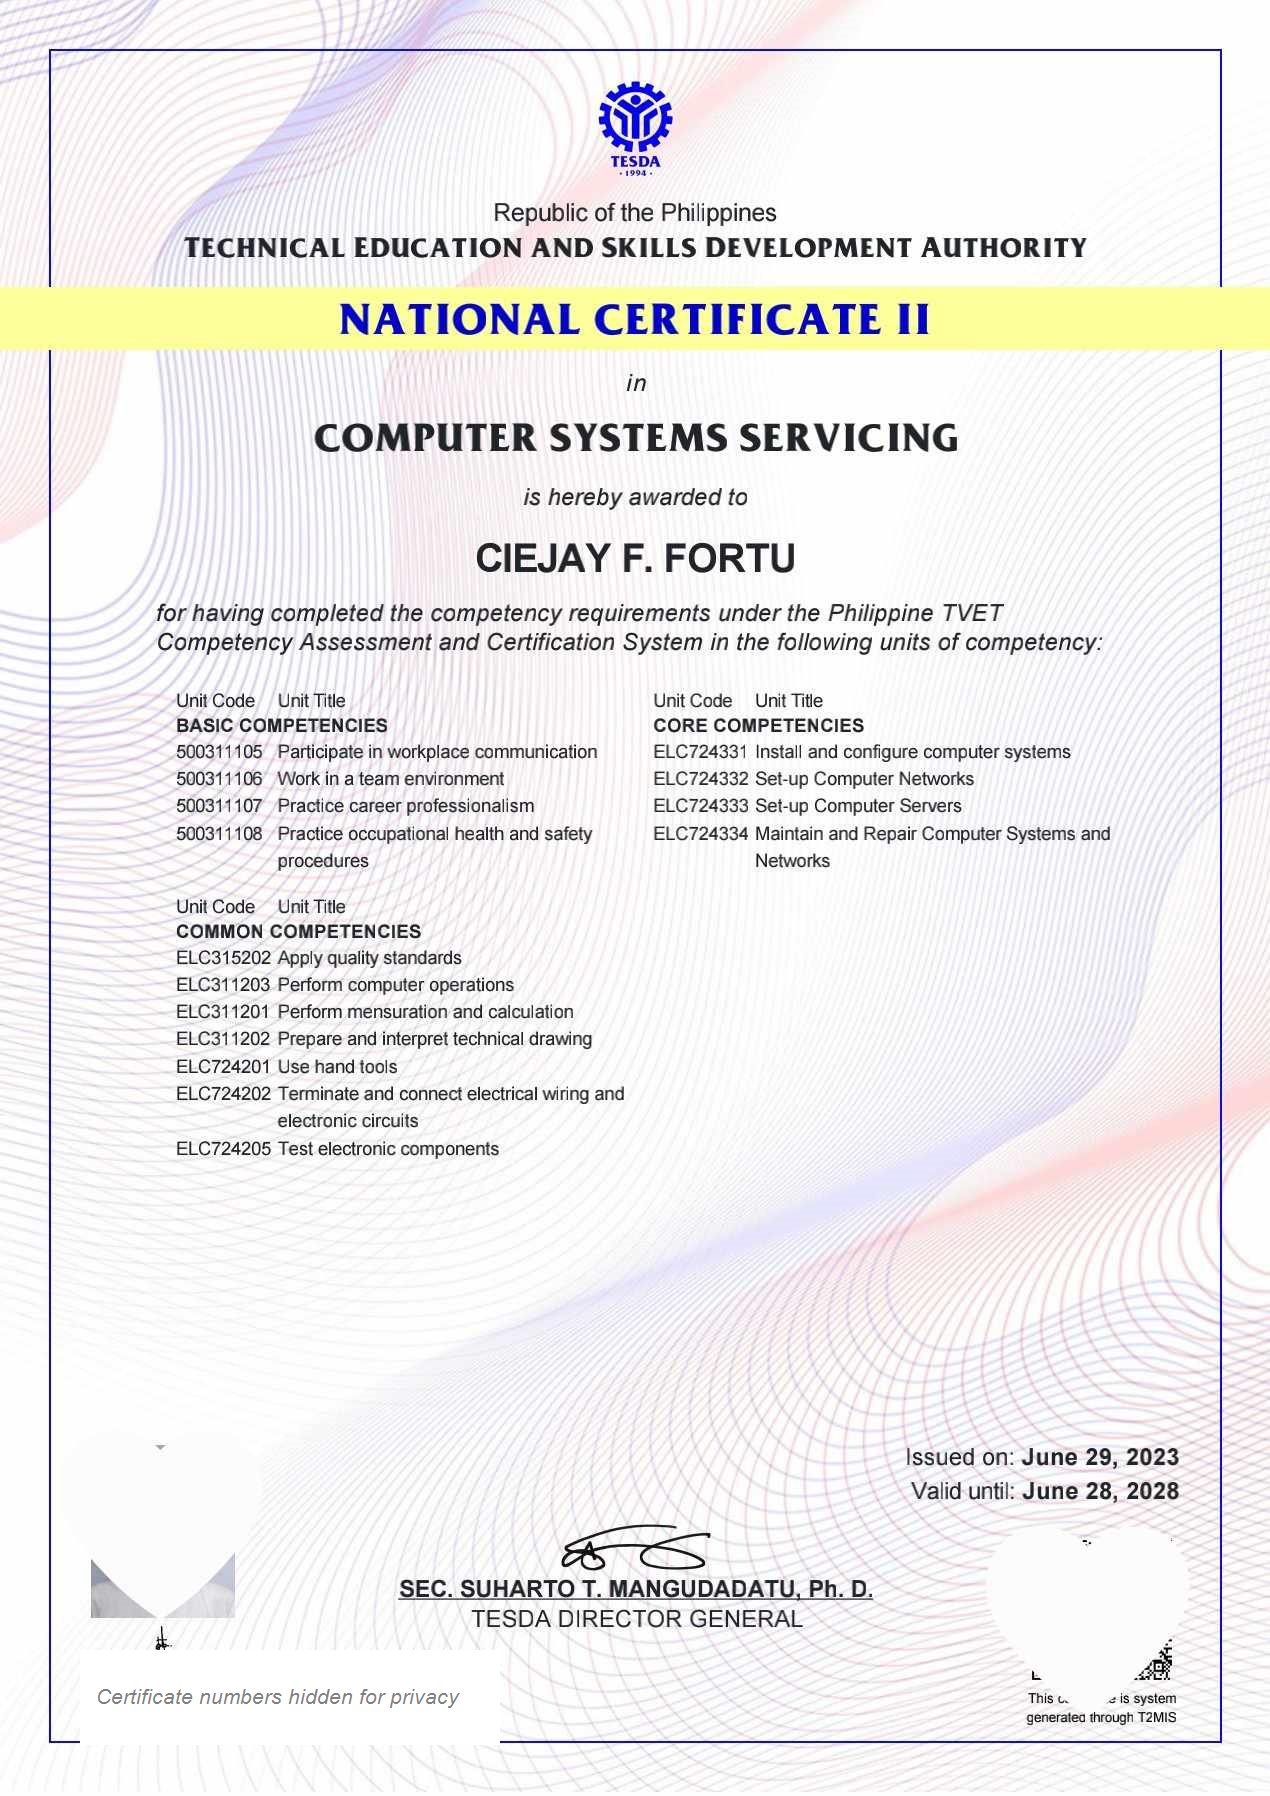 TESDA
· 1994 ·
Republic of the Philippines
TECHNICAL EDUCATION AND SKILLS DEVELOPMENT AUTHORITY
NATIONAL CERTIFICATE II
in
COMPUTER SYSTEMS SERVICING
is hereby awarded to
CIEJAY F. FORTU
for having completed the competency requirements under the Philippine TVET
Competency Assessment and Certification System in the following units of competency:
Unit Code Unit Title
BASIC COMPETENCIES
500311105 Participate in workplace communication
500311106 Work in a team environment
500311107 Practice career professionalism
500311108 Practice occupational health and safety
procedures
Unit Code Unit Title
CORE COMPETENCIES
ELC724331 Install and configure computer systems
ELC724332 Set-up Computer Networks
ELC724333 Set-up Computer Servers
ELC724334 Maintain and Repair Computer Systems and
Networks
Unit Code Unit Title
COMMON COMPETENCIES
ELC315202 Apply quality standards
ELC311203 Perform computer operations
ELC311201 Perform mensuration and calculation
ELC311202 Prepare and interpret technical drawing
ELC724201 Use hand tools
ELC724202 Terminate and connect electrical wiring and
electronic circuits
ELC724205 Test electronic components
Issued on: June 29, 2023
Valid until: June 28, 2028
SEC. SUHARTO T. MANGUDADATU, Ph. D.
TESDA DIRECTOR GENERAL
Certificate numbers hidden for privacy
This is system
generated through T2MIS